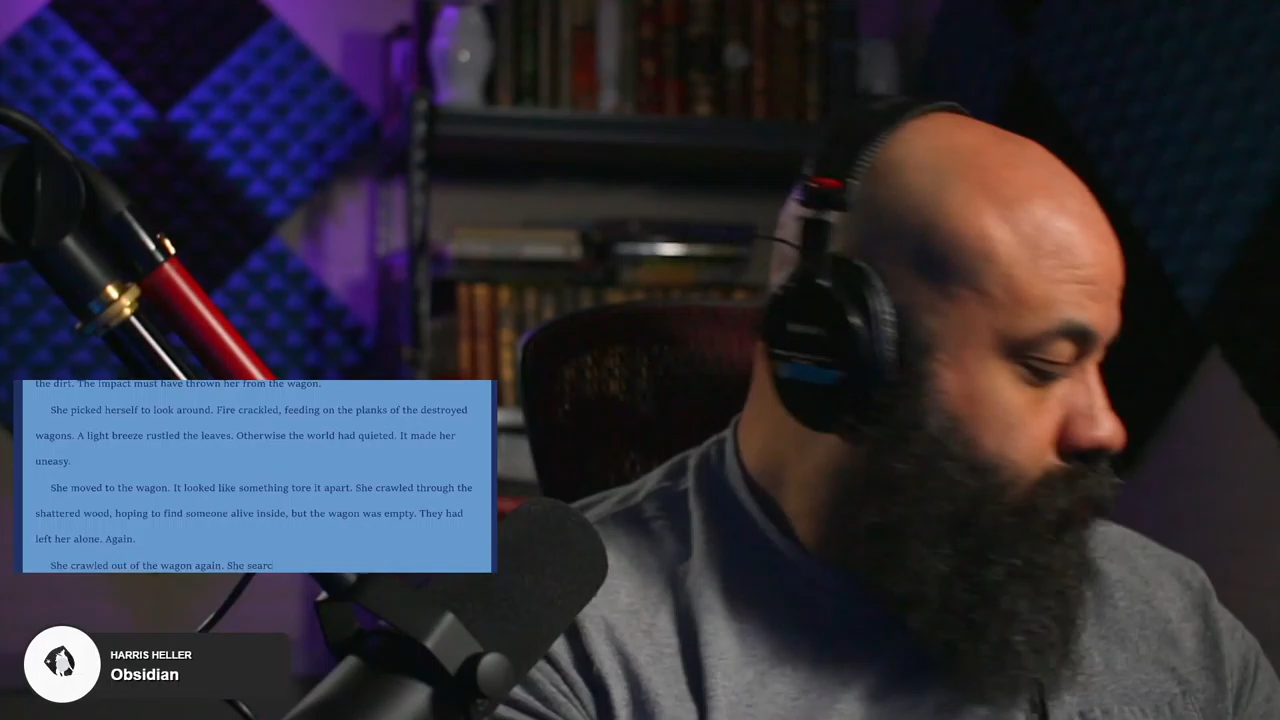 the dirt. The impact must have thrown her from the wagon.
She picked herself to look around. Fire crackled, feeding on the planks of the destroyed
wagons. A light breeze rustled the leaves. Otherwise the world had quieted. It made her
uneasy.
She moved to the wagon. It looked like something tore it apart. She crawled through the
shattered wood, hoping to find someone alive inside, but the wagon was empty. They had
left her alone. Again.
She crawled out of the wagon again. She searc
HARRIS HELLER
Obsidian